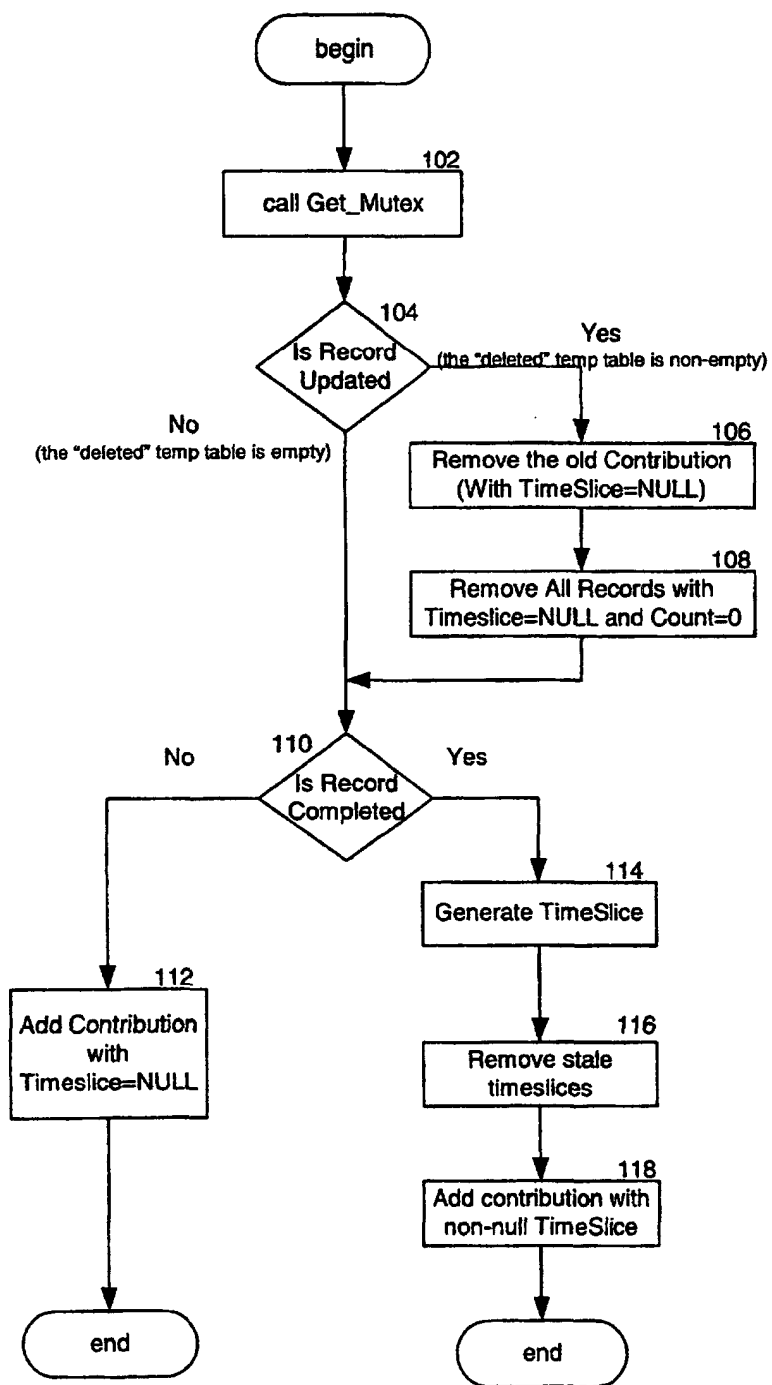 begin
102
call Get_Mutex
104
Is Record
Updated
Yes
(the "deleted" temp table is non-empty)
No
(the "deleted" temp table is empty)
106
Remove the old Contribution
(With TimeSlice=NULL)
108
Remove All Records with
Timeslice=NULL and Count=0
110
No
Yes
Is Record
Completed
114
Generate TimeSlice
112
Add Contribution
with
Timeslice=NULL
116
Remove stale
timeslices
118
Add contribution with
non-null TimeSlice
end
end